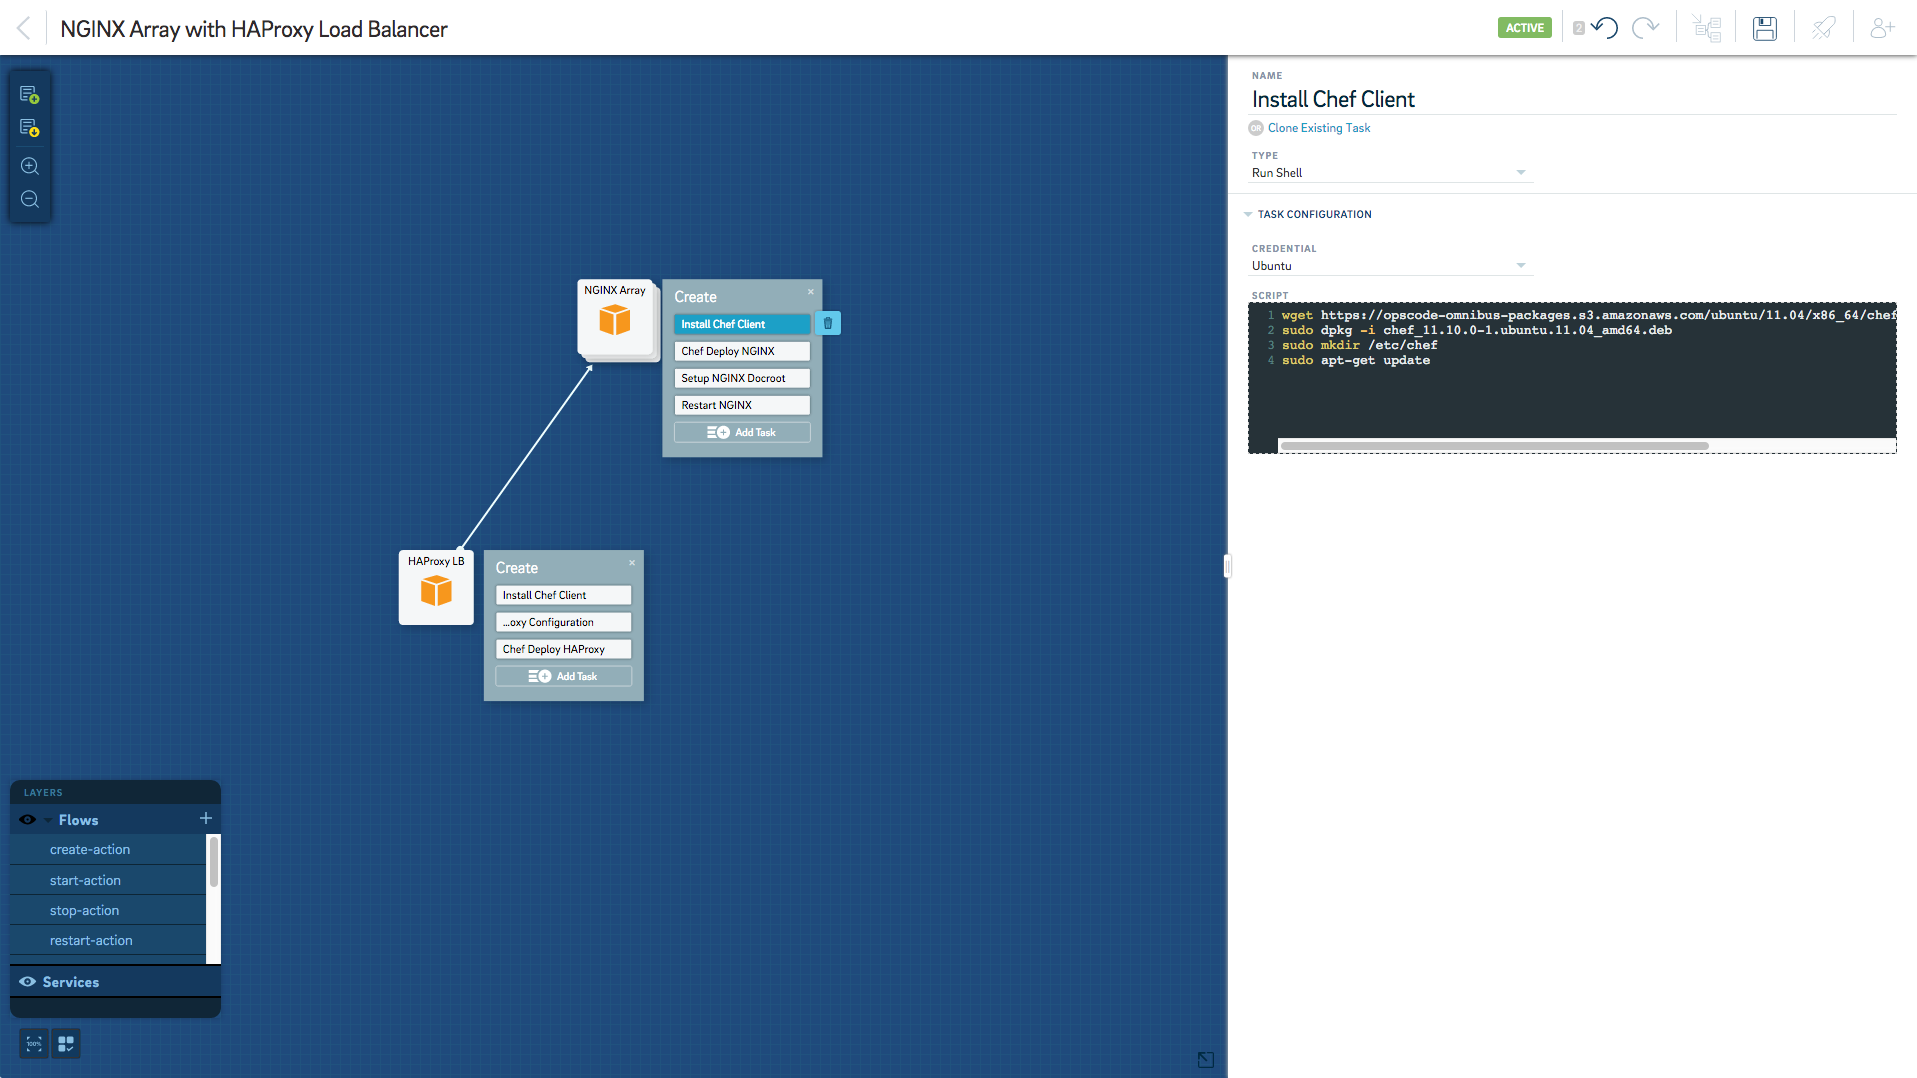 NGINX Array with HAProxy Load Balancer
ACTIVE
2
NAME
Install Chef Client
OR Clone Existing Task
TYPE
Run Shell
TASK CONFIGURATION
CREDENTIAL
Ubuntu
SCRIPT
1 wget https://opscode-omnibus-packages.s3.amazonaws.com/ubuntu/11.04/x86_64/chef
2 sudo dpkg -i chef_11.10.0-1.ubuntu.11.04_amd64.deb
3 sudo mkdir /etc/chef
4 sudo apt-get update
NGINX Array
Create
×
Install Chef Client
Chef Deploy NGINX
Setup NGINX Docroot
Restart NGINX
Add Task
HAProxy LB
Create
×
Install Chef Client
...oxy Configuration
Chef Deploy HAProxy
Add Task
LAYERS
Flows
+
create-action
start-action
stop-action
restart-action
Services
100%